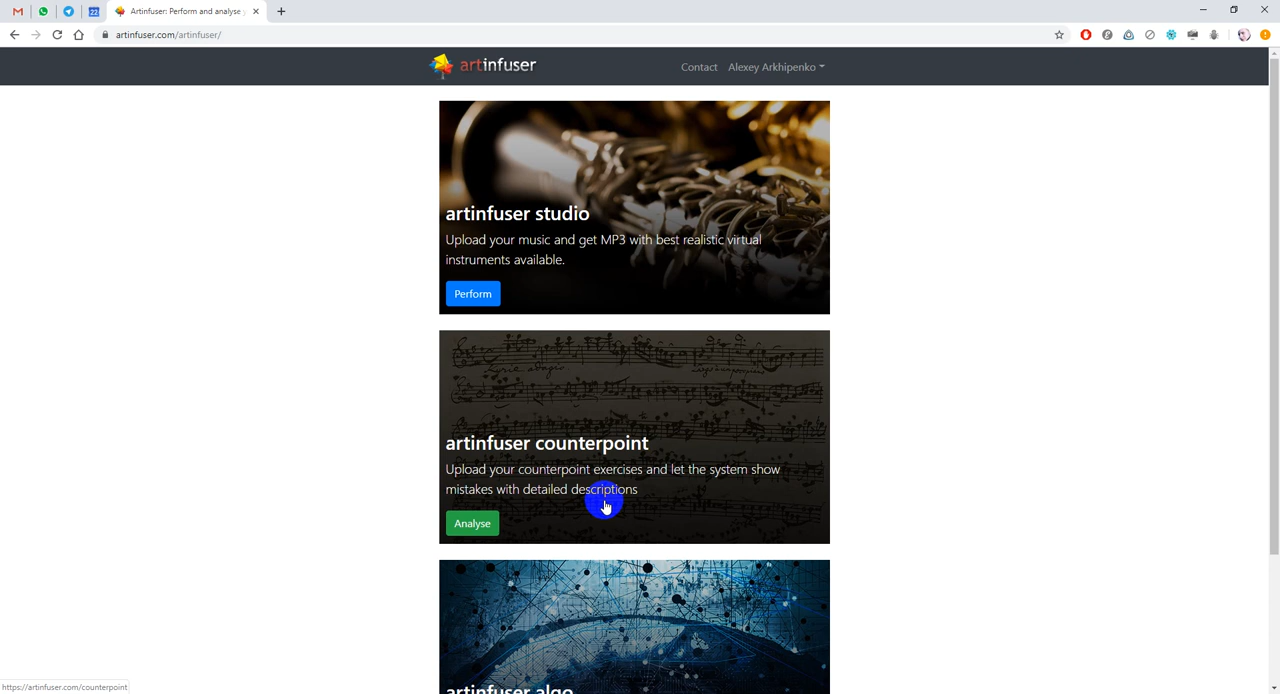 22
Artinfuser: Perform and analyse y
artinfuser.com/artinfuser/
artinfuser
Contact
Alexey Arkhipenko
artinfuser studio
Upload your music and get MP3 with best realistic virtual
instruments available.
Perform
artinfuser counterpoint
Upload your counterpoint exercises and let the system show
mistakes with detailed descriptions
Analyse
artinfuser algo
https://artinfuser.com/counterpoint